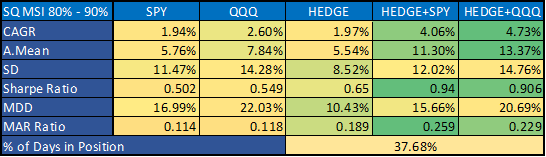 SQ MSI 80% - 90% SPY QQQ HEDGE HEDGE+SPY HEDGE+QQQ
CAGR 1.94% 2.60% 1.97% 4.06% 4.73%
A.Mean 5.76% 7.84% 5.54% 11.30% 13.37%
SD 11.47% 14.28% 8.52% 12.02% 14.76%
Sharpe Ratio 0.502 0.549 0.65 0.94 0.906
MDD 16.99% 22.03% 10.43% 15.66% 20.69%
MAR Ratio 0.114 0.118 0.189 0.259 0.229
% of Days in Position 37.68%